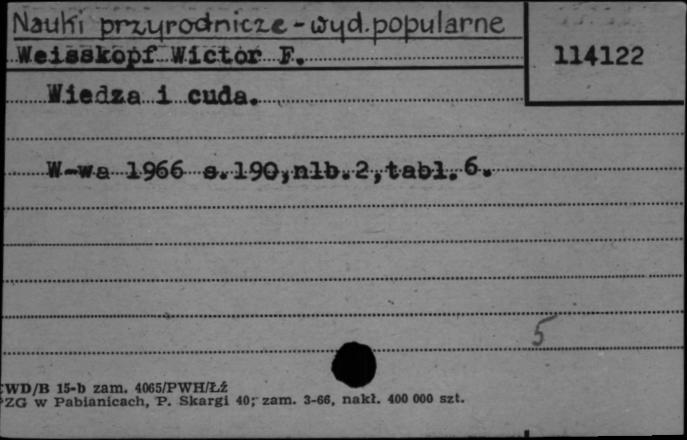 Nauki przyrodnicze - wyd. popularne
Weisskopf Wictor F.
114122
Wiedza i cuda.
W-wa 1966 s.190,nlb.2,tabl.6.
5
WD/B 15-b zam. 4065/PWH/Łź
PZG w Pabianicach, P. Skargi 40; zam. 3-66, nakł. 400 000 szt.